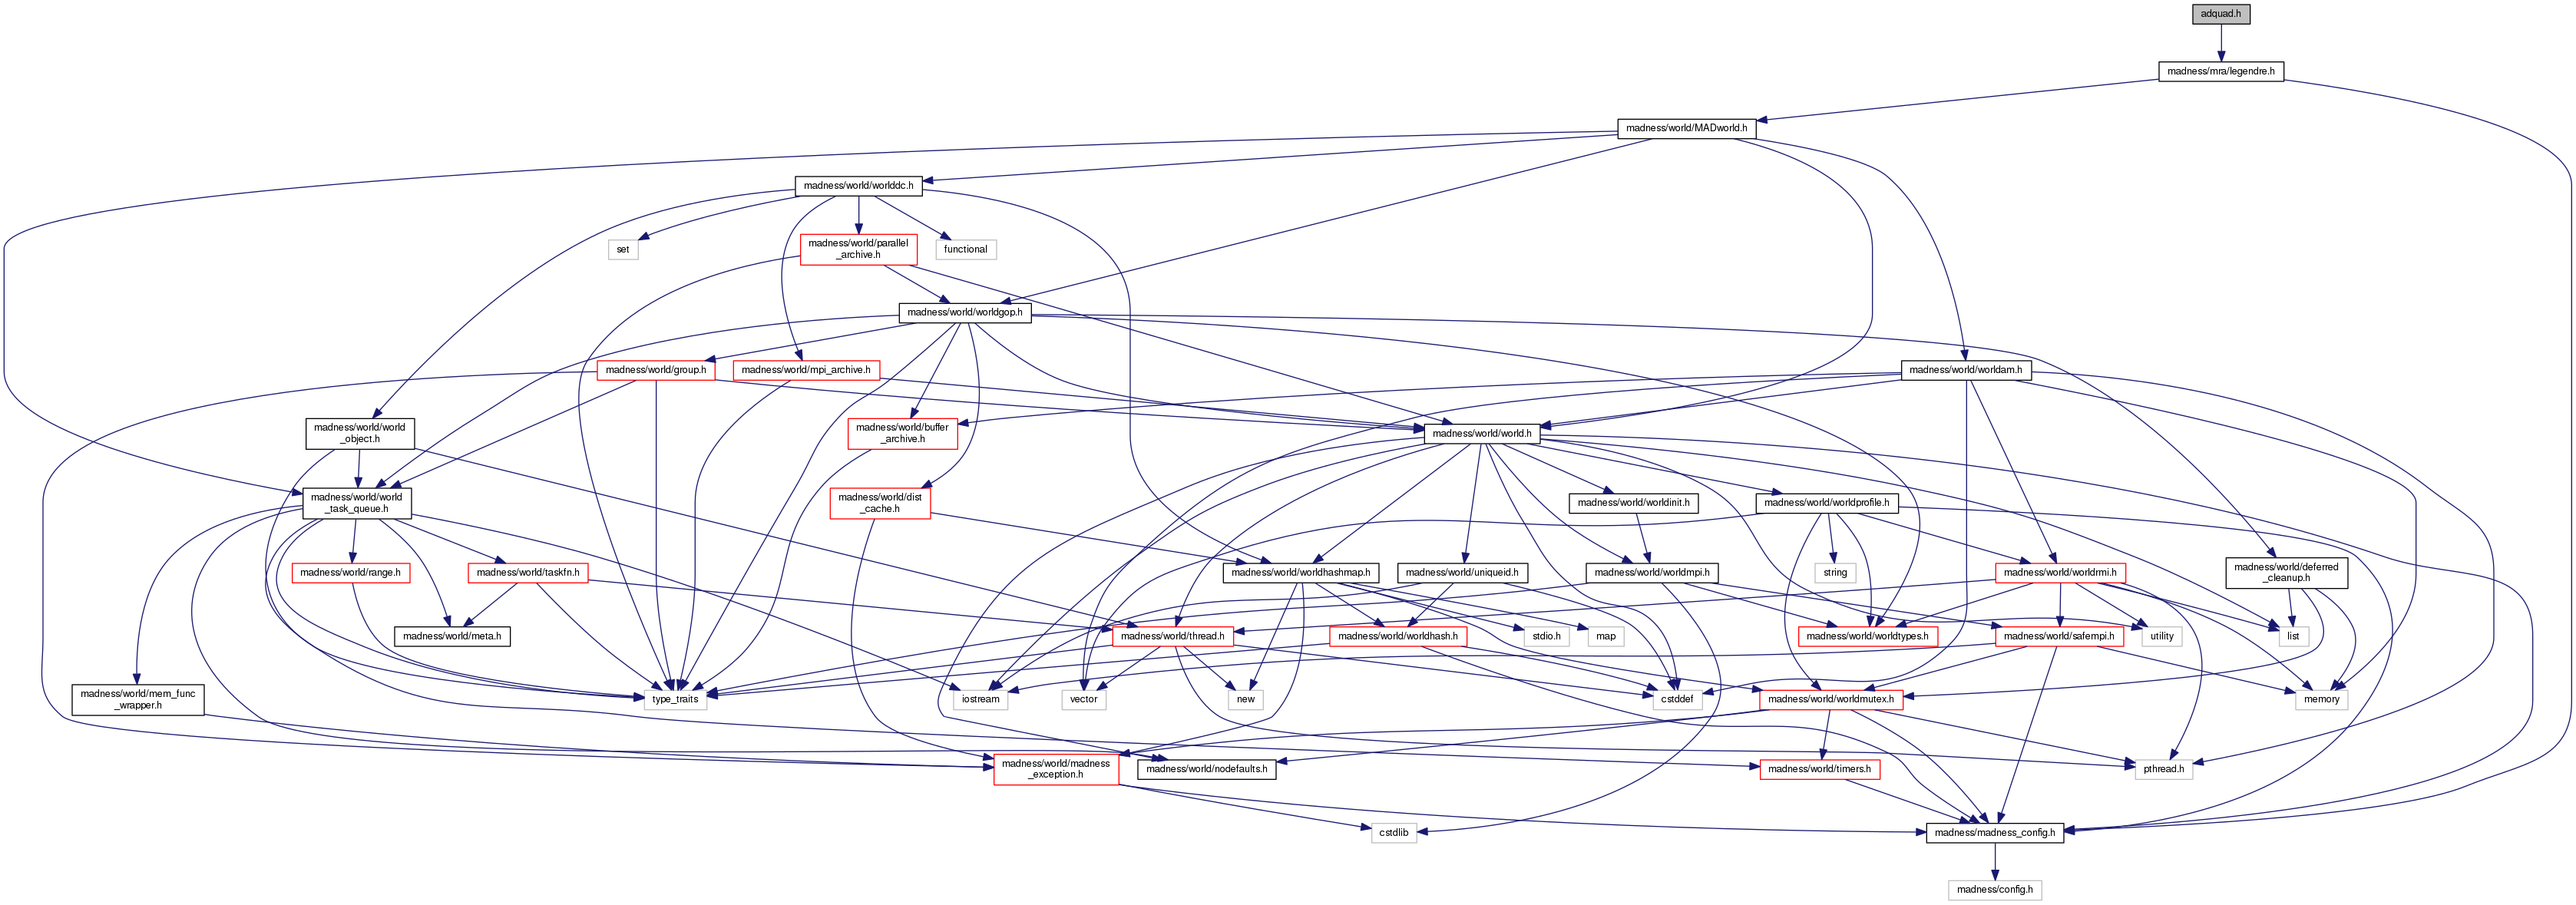 adquad.h
madness/mra/legendre.h
madness/world/MADworld.h
madness/world/worlddc.h
set
madness/world/parallel
_archive.h
functional
madness/world/worldgop.h
madness/world/group.h
madness/world/mpi_archive.h
madness/world/worldam.h
madness/world/world
_object.h
madness/world/buffer
_archive.h
madness/world/world.h
madness/world/world
_task_queue.h
madness/world/dist
_cache.h
madness/world/worldinit.h
madness/world/worldprofile.h
madness/world/range.h
madness/world/taskfn.h
madness/world/worldhashmap.h
madness/world/uniqueid.h
madness/world/worldmpi.h
string
madness/world/worldrmi.h
madness/world/deferred
_cleanup.h
madness/world/meta.h
madness/world/thread.h
madness/world/worldhash.h
stdio.h
map
madness/world/worldtypes.h
madness/world/safempi.h
utility
list
madness/world/mem_func
_wrapper.h
type_traits
iostream
vector
new
cstddef
madness/world/worldmutex.h
memory
madness/world/madness
_exception.h
madness/world/nodefaults.h
madness/world/timers.h
pthread.h
cstdlib
madness/madness_config.h
madness/config.h